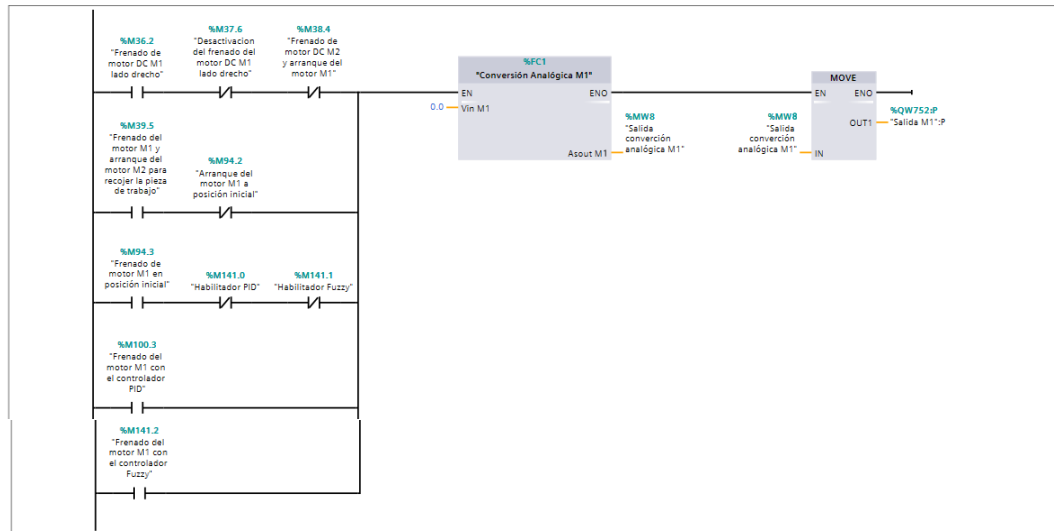 %M36.2
"Frenado de
motor DC M1
lado drecho"
%M37.6
"Desactivacion
del frenado del
motor DC M1
lado drecho"
%M38.4
"Frenado de
motor DC M2
y arranque del
motor M1"
%FC1
"Conversión Analógica M1"
EN
ENO
0.0
Vin M1
Asout M1
%MW8
"Salida
converción
analógica M1"
MOVE
EN
ENO
%MW8
"Salida
converción
analógica M1"
IN
OUT1
%QW752:P
"Salida M1":P
%M39.5
"Frenado del
motor M1 y
arranque del
motor M2 para
recojer la pieza
de trabajo"
%M94.2
"Arranque del
motor M1 a
posición inicial"
%M94.3
"Frenado de
motor M1 en
posición inicial"
%M141.0
"Habilitador PID"
%M141.1
"Habilitador Fuzzy"
%M100.3
"Frenado del
motor M1 con
el controlador
PID"
%M141.2
"Frenado del
motor M1 con
el controlador
Fuzzy"